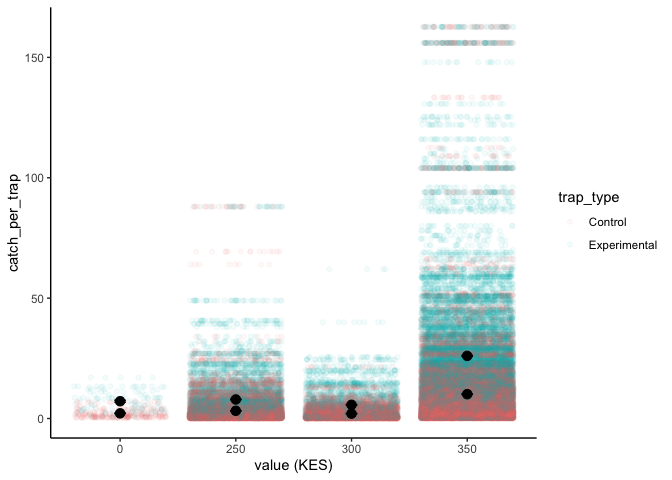 150
100
50
0
catch_per_trap
0
250
300
350
value (KES)
trap_type
Control
Experimental